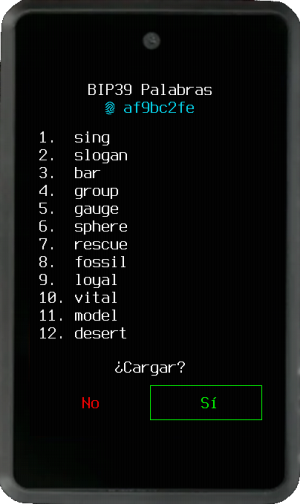 BIP39 Palabras
af9bc2fe
1. sing
2. slogan
3. bar
4. group
5. gauge
6. sphere
7. rescue
8. fossil
9. loyal
10. vital
11. model
12. desert
¿Cargar?
No Sí